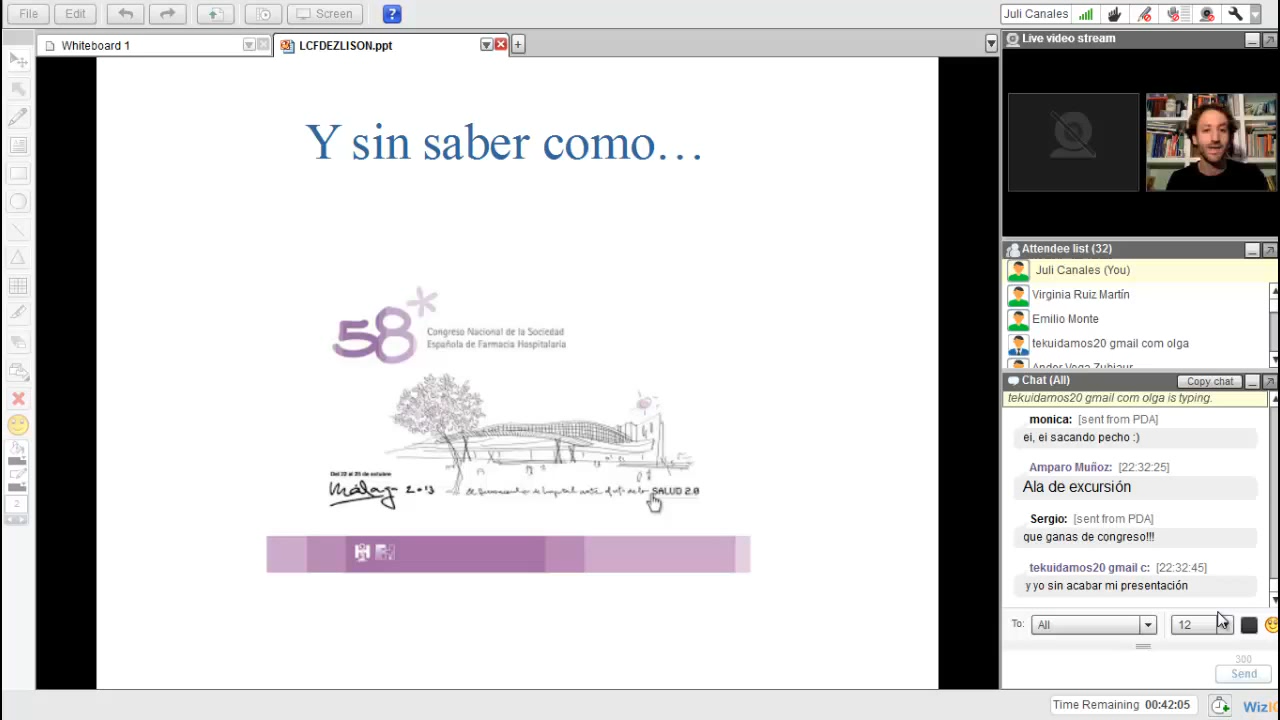 File
Edit
Screen
?
Juli Canales
Whiteboard 1
LCFDEZLISON.ppt
+
Live video stream
Y sin saber como…
58
Congreso Nacional de la Sociedad
Española de Farmacia Hospitalaria
Del 22 al 25 de octubre
Málaga 2013
SALUD 2.0
Attendee list (32)
Juli Canales (You)
Virginia Ruiz Martín
Emilio Monte
tekuidamos20 gmail com olga
Ander Vega Zubiaur
Chat (All)
Copy chat
tekuidamos20 gmail com olga is typing.
monica: [sent from PDA]
ei, ei sacando pecho :)
Amparo Muñoz: [22:32:25]
Ala de excursión
Sergio: [sent from PDA]
que ganas de congreso!!!
tekuidamos20 gmail c: [22:32:45]
y yo sin acabar mi presentación
To: All 12
300
Send
2
Time Remaining 00:42:05